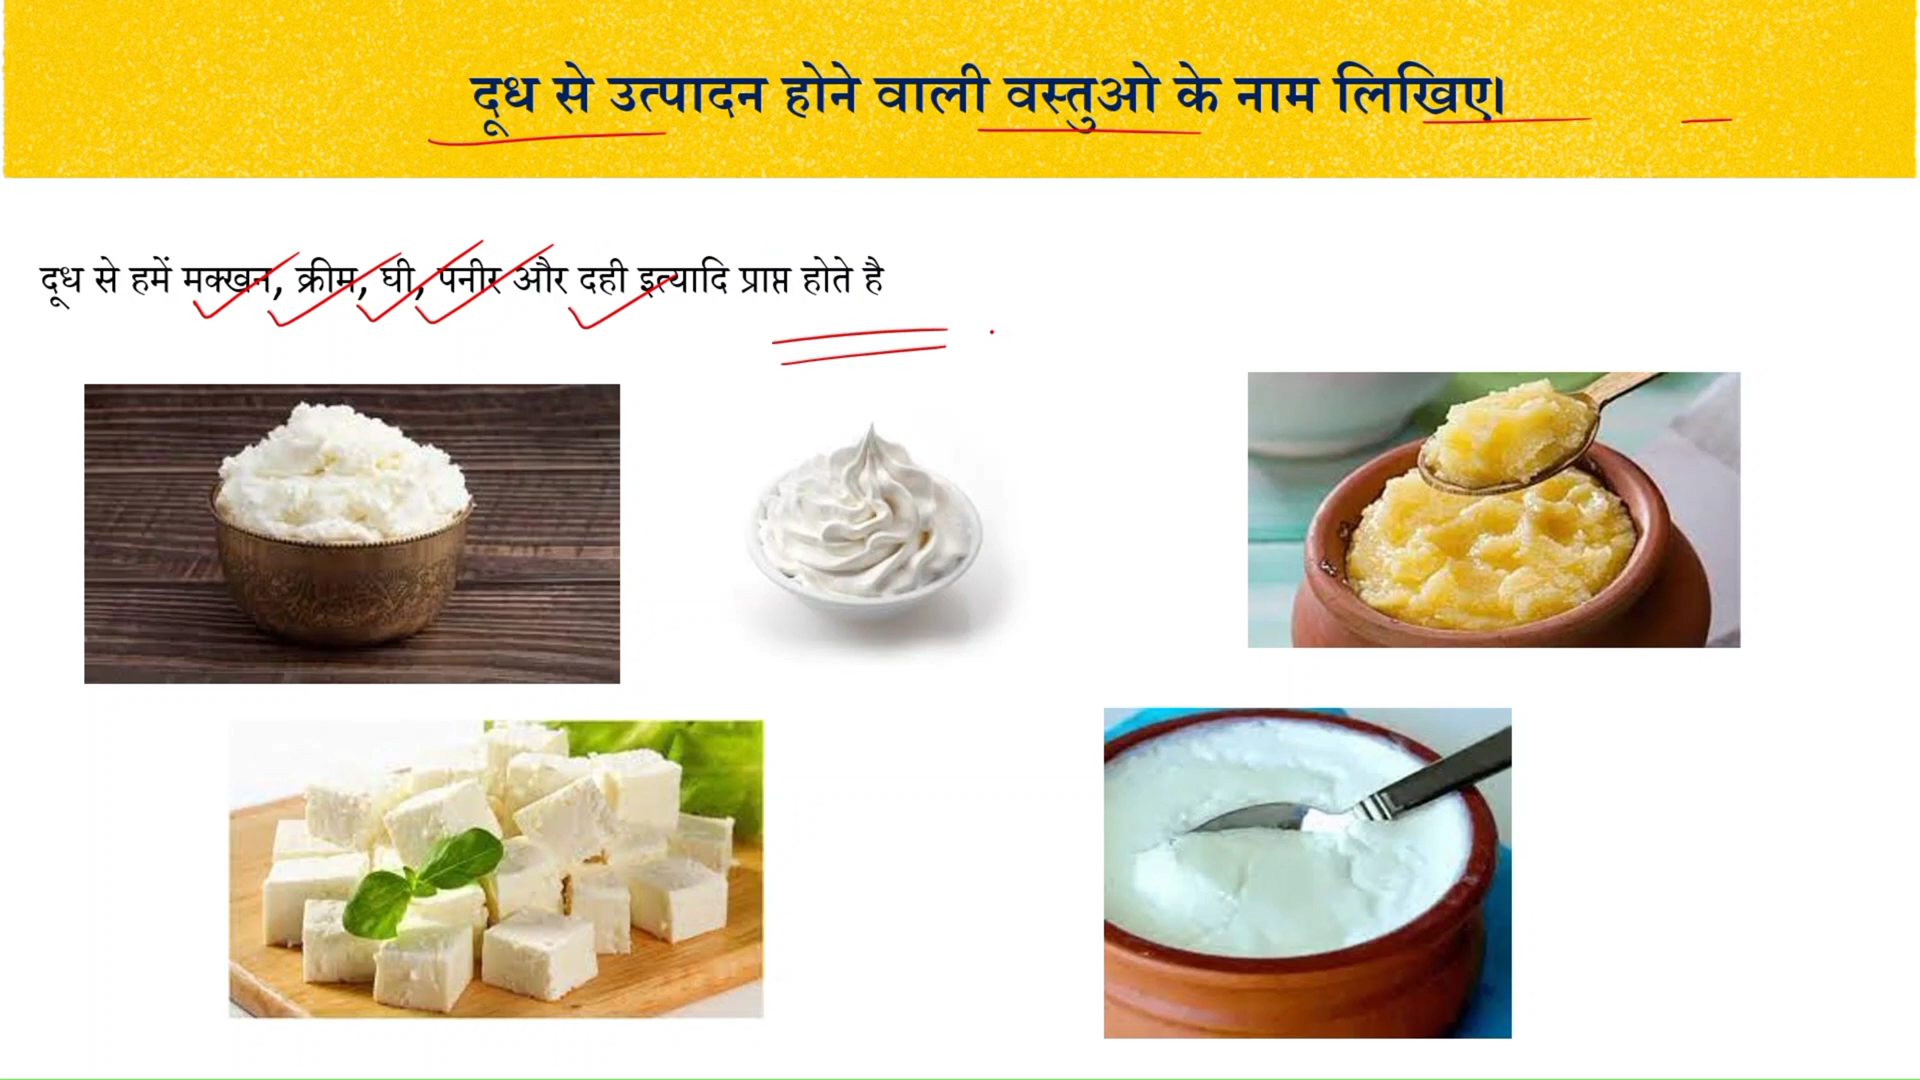 दूध से उत्पादन होने वाली वस्तुओ के नाम लिखिए।
दूध से हमें मक्खन, क्रीम, घी, पनीर और दही इत्यादि प्राप्त होते है